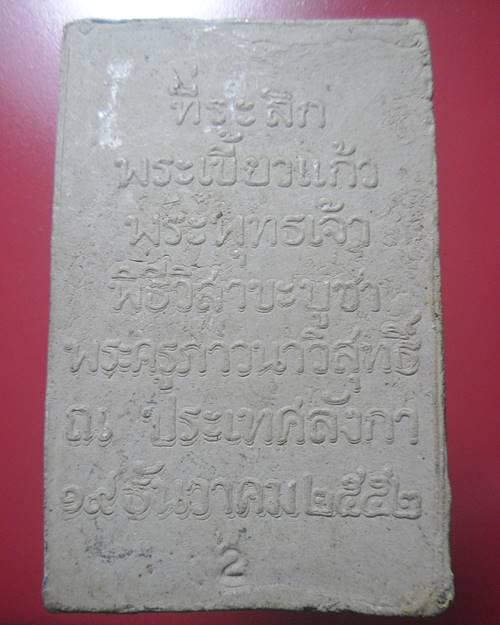 ที่ระลึก
พระเขี้ยวแก้ว
พระพุทธเจ้า
พิธีวิสาขะบูชา
พระครูภาวนาวิสุทธิ์
ณ ประเทศลังกา
๑๙ ธันวาคม ๒๕๕๒
2